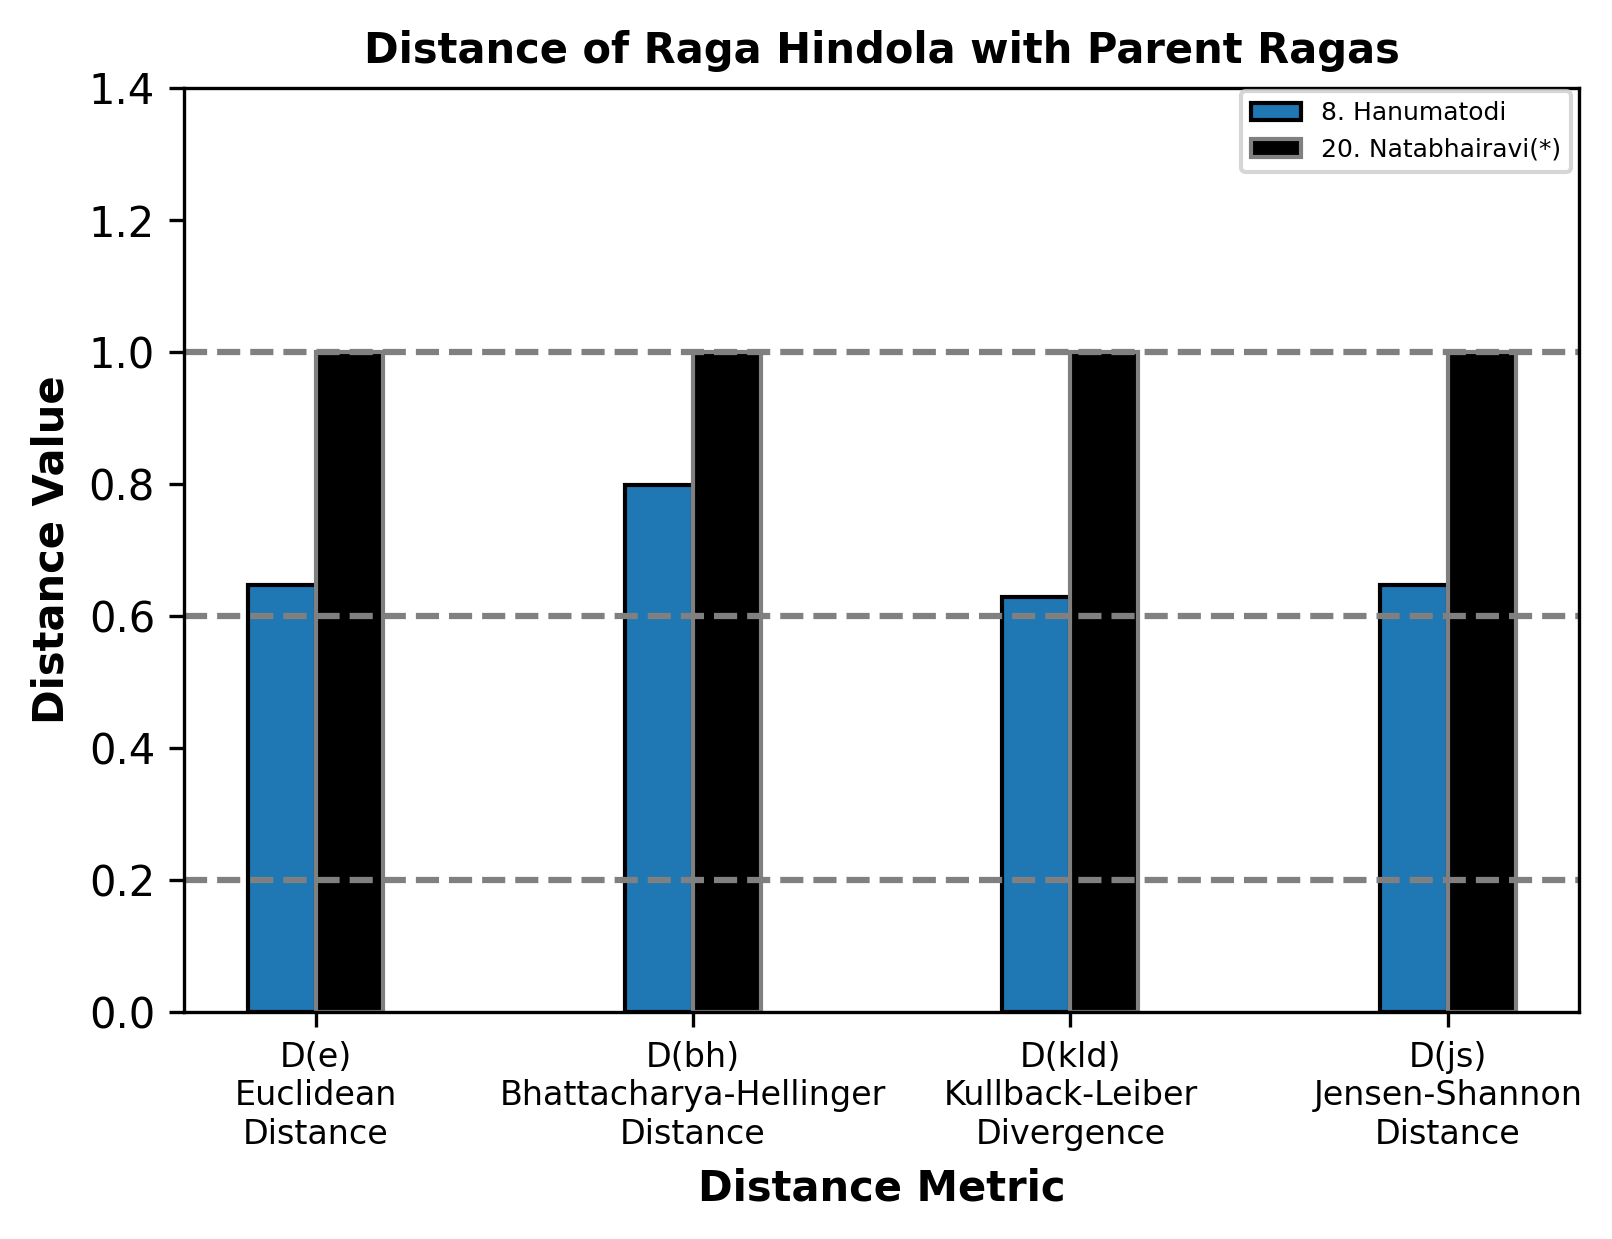 Distance of Raga Hindola with Parent Ragas
8. Hanumatodi
20. Natabhairavi(*)
Distance Value
1.4
1.2
1.0
0.8
0.6
0.4
0.2
0.0
D(e)
Euclidean
Distance
D(bh)
Bhattacharya-Hellinger
Distance
D(kld)
Kullback-Leiber
Divergence
D(js)
Jensen-Shannon
Distance
Distance Metric